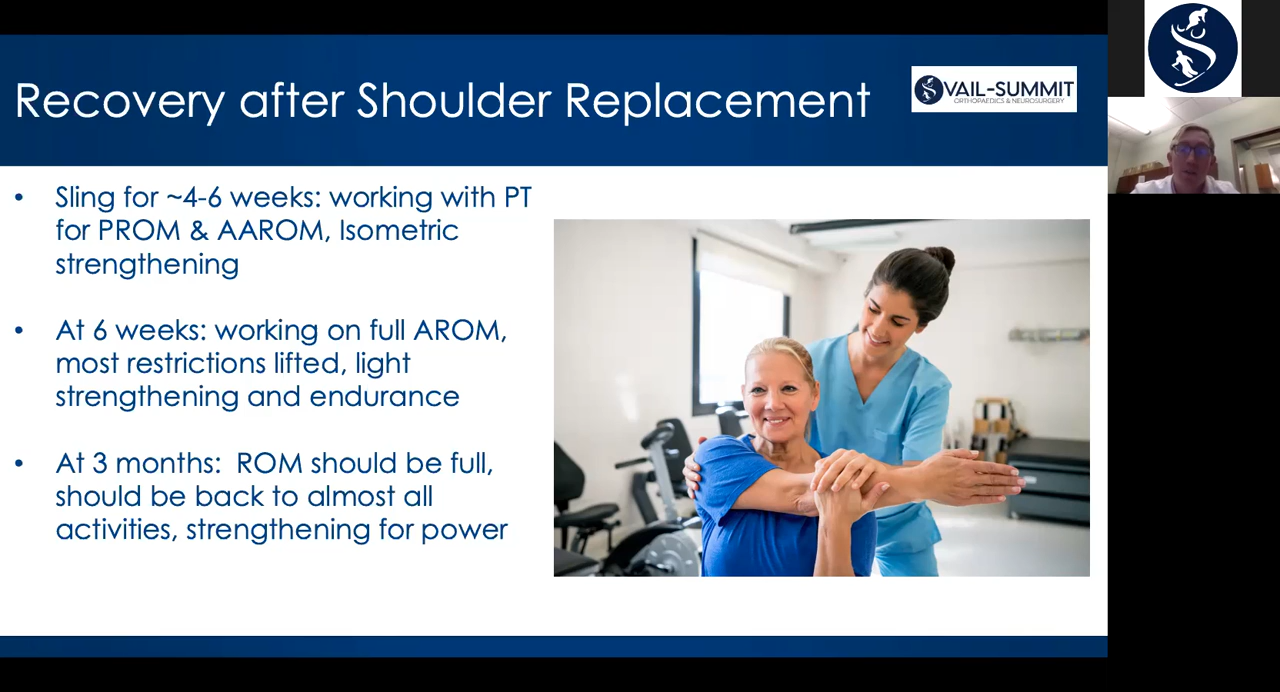 Recovery after Shoulder Replacement
VAIL-SUMMIT
ORTHOPAEDICS & NEUROSURGERY
• Sling for ~4-6 weeks: working with PT
for PROM & AAROM, Isometric
strengthening
• At 6 weeks: working on full AROM,
most restrictions lifted, light
strengthening and endurance
• At 3 months:  ROM should be full,
should be back to almost all
activities, strengthening for power